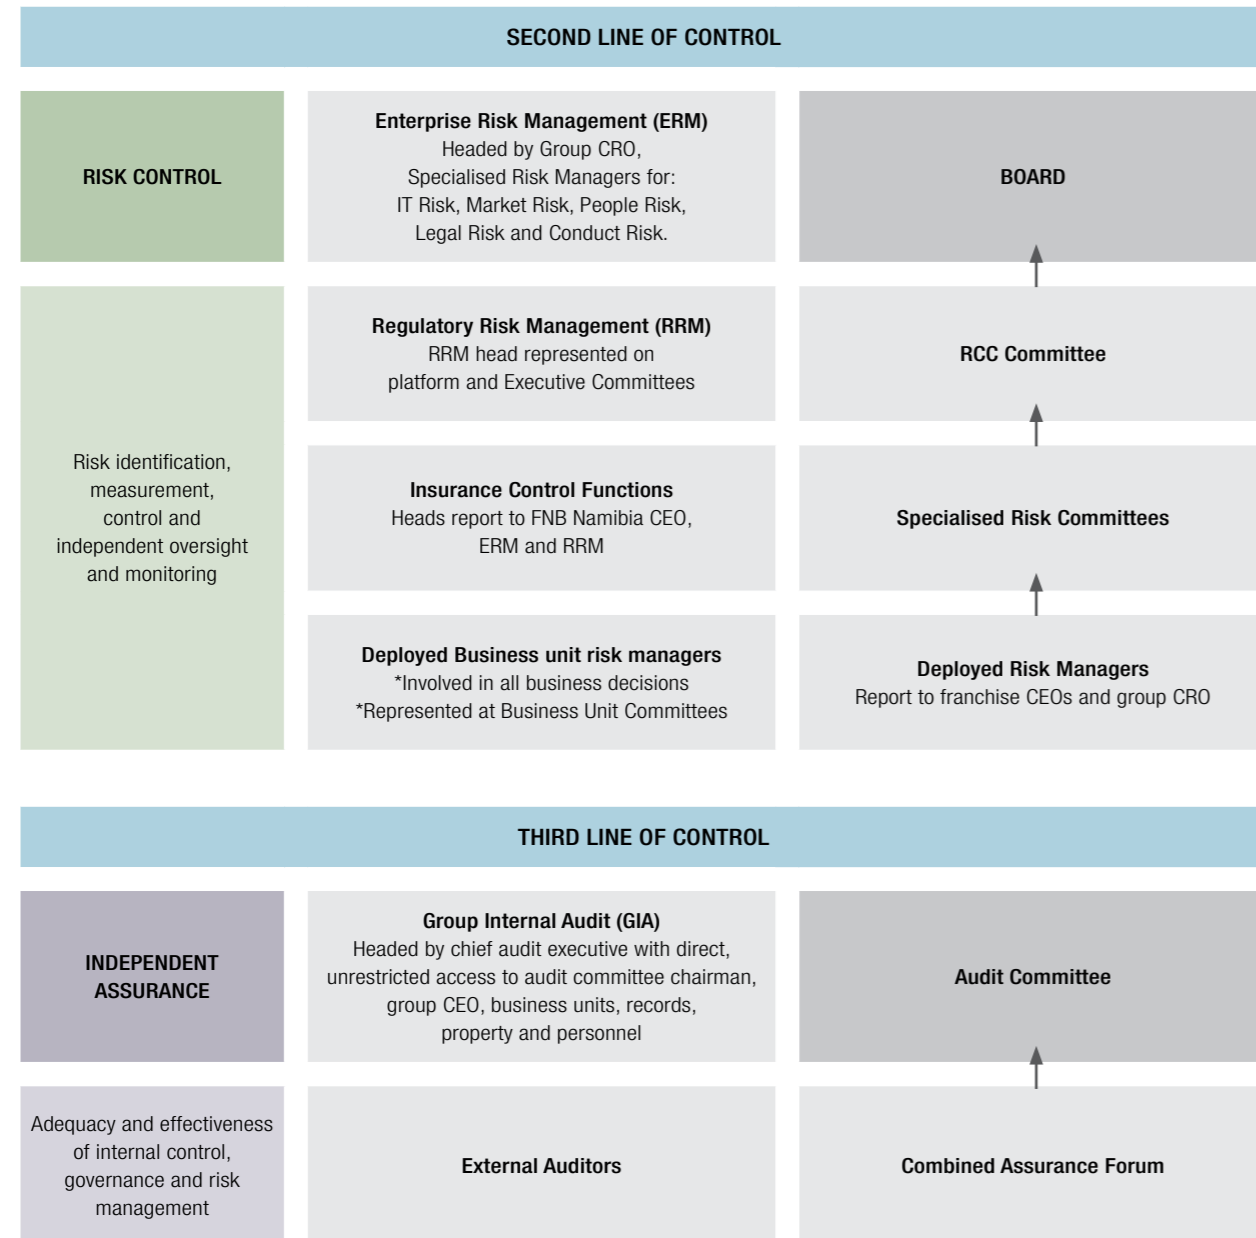 SECOND LINE OF CONTROL
RISK CONTROL
Enterprise Risk Management (ERM)
Headed by Group CRO,
Specialised Risk Managers for:
IT Risk, Market Risk, People Risk,
Legal Risk and Conduct Risk.
BOARD
Risk identification,
measurement,
control and
independent oversight
and monitoring
Regulatory Risk Management (RRM)
RRM head represented on
platform and Executive Committees
RCC Committee
Insurance Control Functions
Heads report to FNB Namibia CEO,
ERM and RRM
Specialised Risk Committees
Deployed Business unit risk managers
*Involved in all business decisions
*Represented at Business Unit Committees
Deployed Risk Managers
Report to franchise CEOs and group CRO
THIRD LINE OF CONTROL
INDEPENDENT
ASSURANCE
Group Internal Audit (GIA)
Headed by chief audit executive with direct,
unrestricted access to audit committee chairman,
group CEO, business units, records,
property and personnel
Audit Committee
Adequacy and effectiveness
of internal control,
governance and risk
management
External Auditors
Combined Assurance Forum